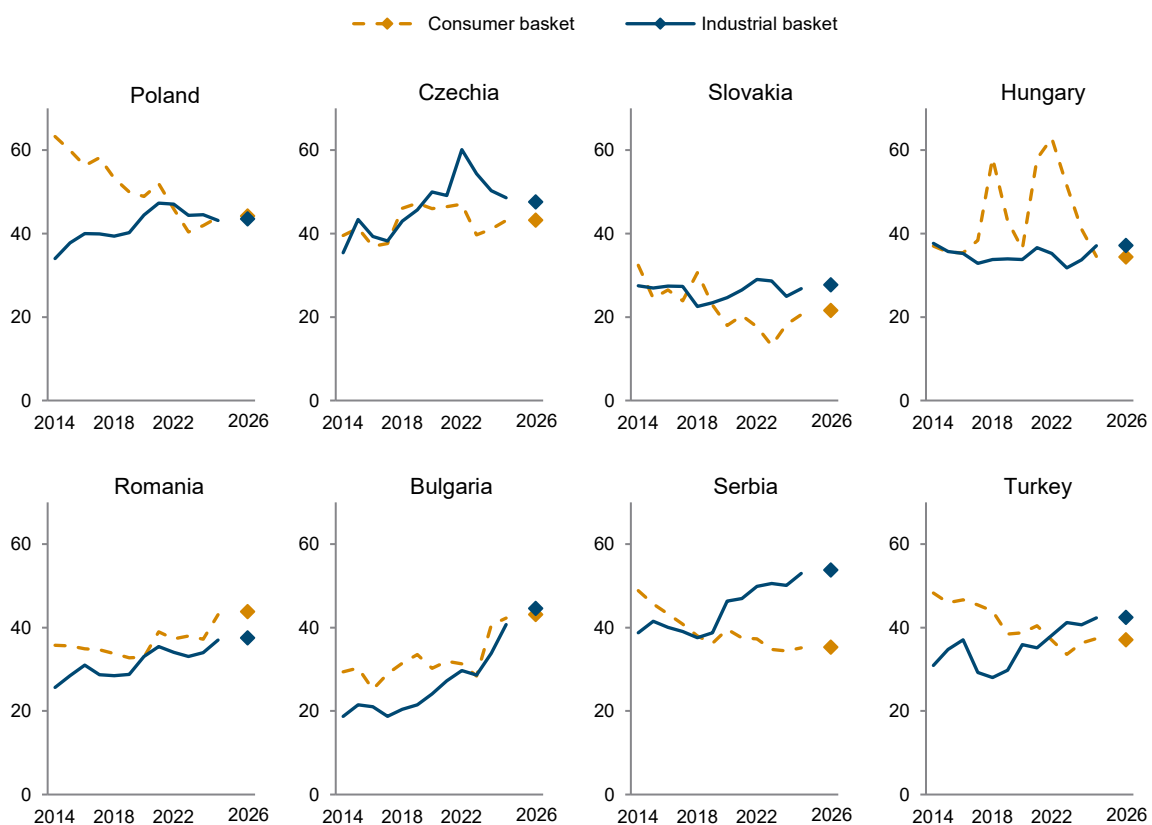 Consumer basket Industrial basket
Poland Czechia Slovakia Hungary
60 60 60 60
40 40 40 40
20 20 20 20
0 0 0 0
2014 2018 2022 2026 2014 2018 2022 2026 2014 2018 2022 2026 2014 2018 2022 2026
Romania Bulgaria Serbia Turkey
60 60 60 60
40 40 40 40
20 20 20 20
0 0 0 0
2014 2018 2022 2026 2014 2018 2022 2026 2014 2018 2022 2026 2014 2018 2022 2026